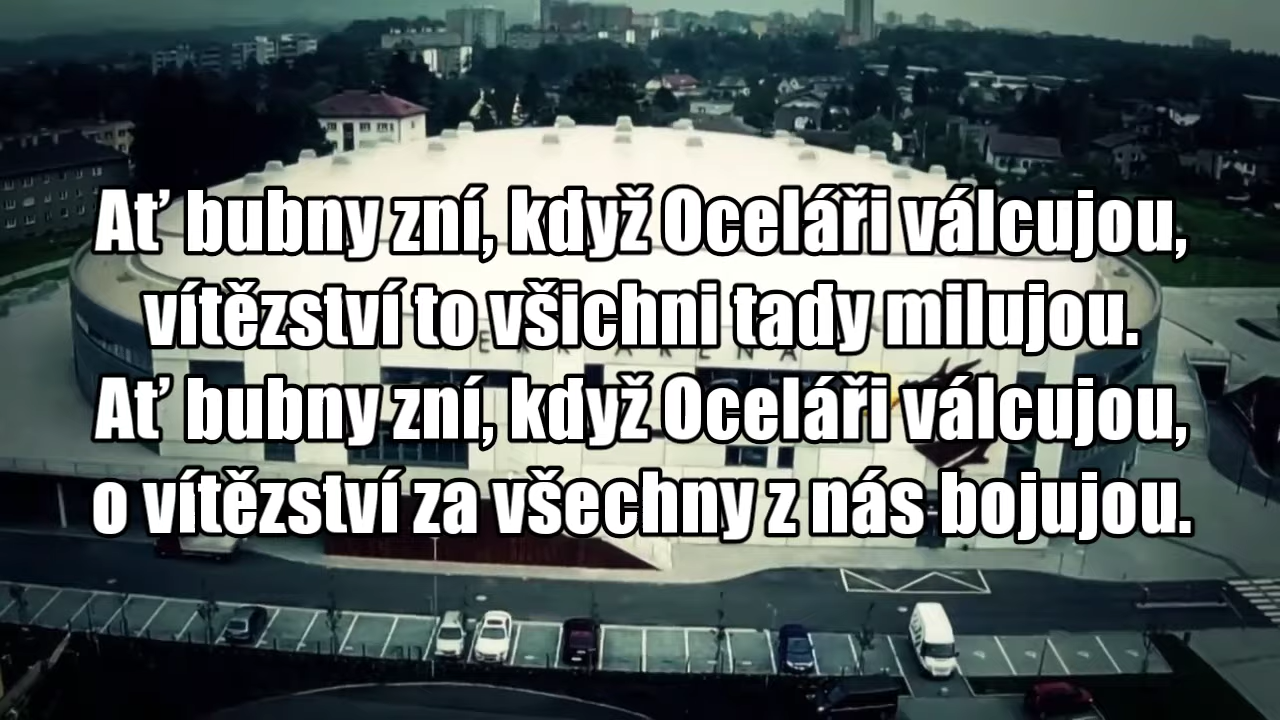 Ať bubny zní, když Oceláři válcujou,
vítězství to všichni tady milujou.
Ať bubny zní, když Oceláři válcujou,
o vítězství za všechny z nás bojujou.
ARENA